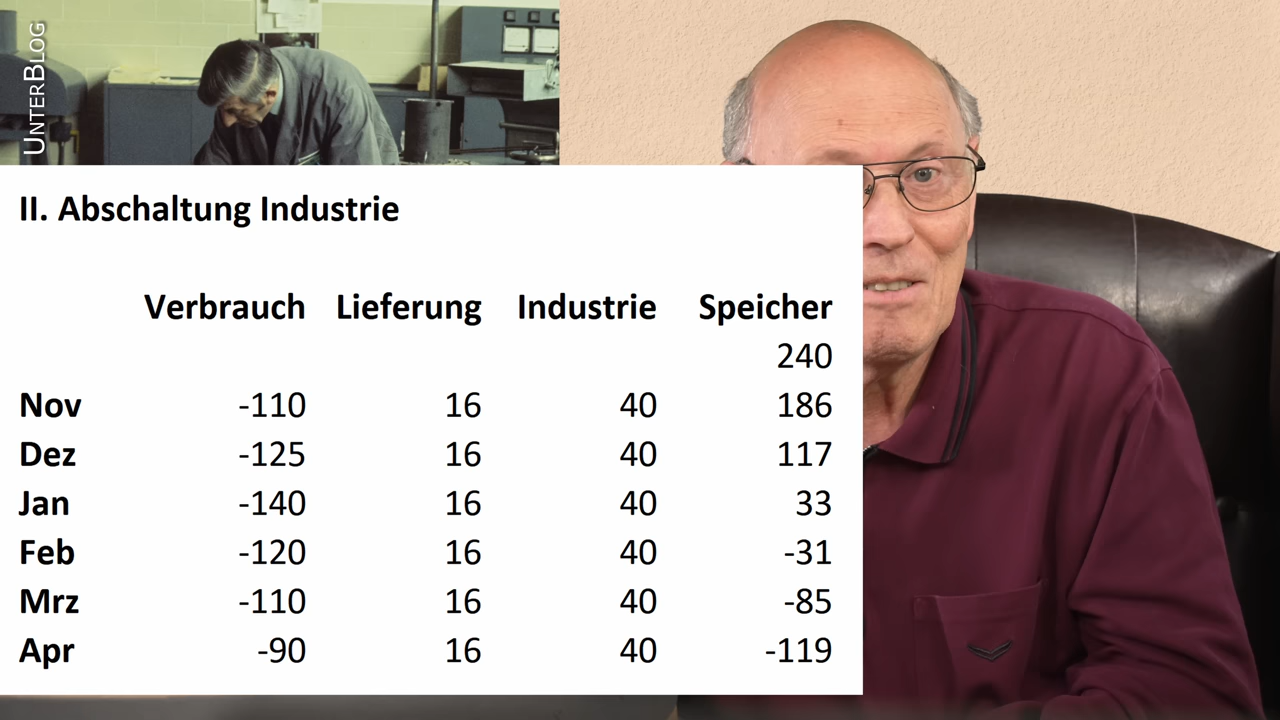 UNTERBLOG
II. Abschaltung Industrie
Verbrauch Lieferung Industrie Speicher
240
Nov -110 16 40 186
Dez -125 16 40 117
Jan -140 16 40 33
Feb -120 16 40 -31
Mrz -110 16 40 -85
Apr -90 16 40 -119